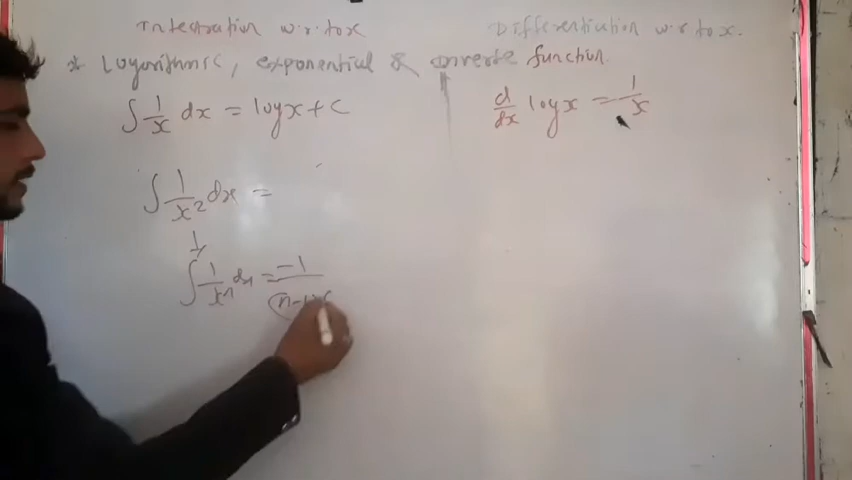 Integration w.r.to x
Differentiation w.r.to x.
* Logarithmic, exponential & inverse function.
∫ 1/x dx = log x + c
d/dx log x = 1/x
∫ 1/x² dx =
∫ 1/xⁿ dx = -1/(n-1)x